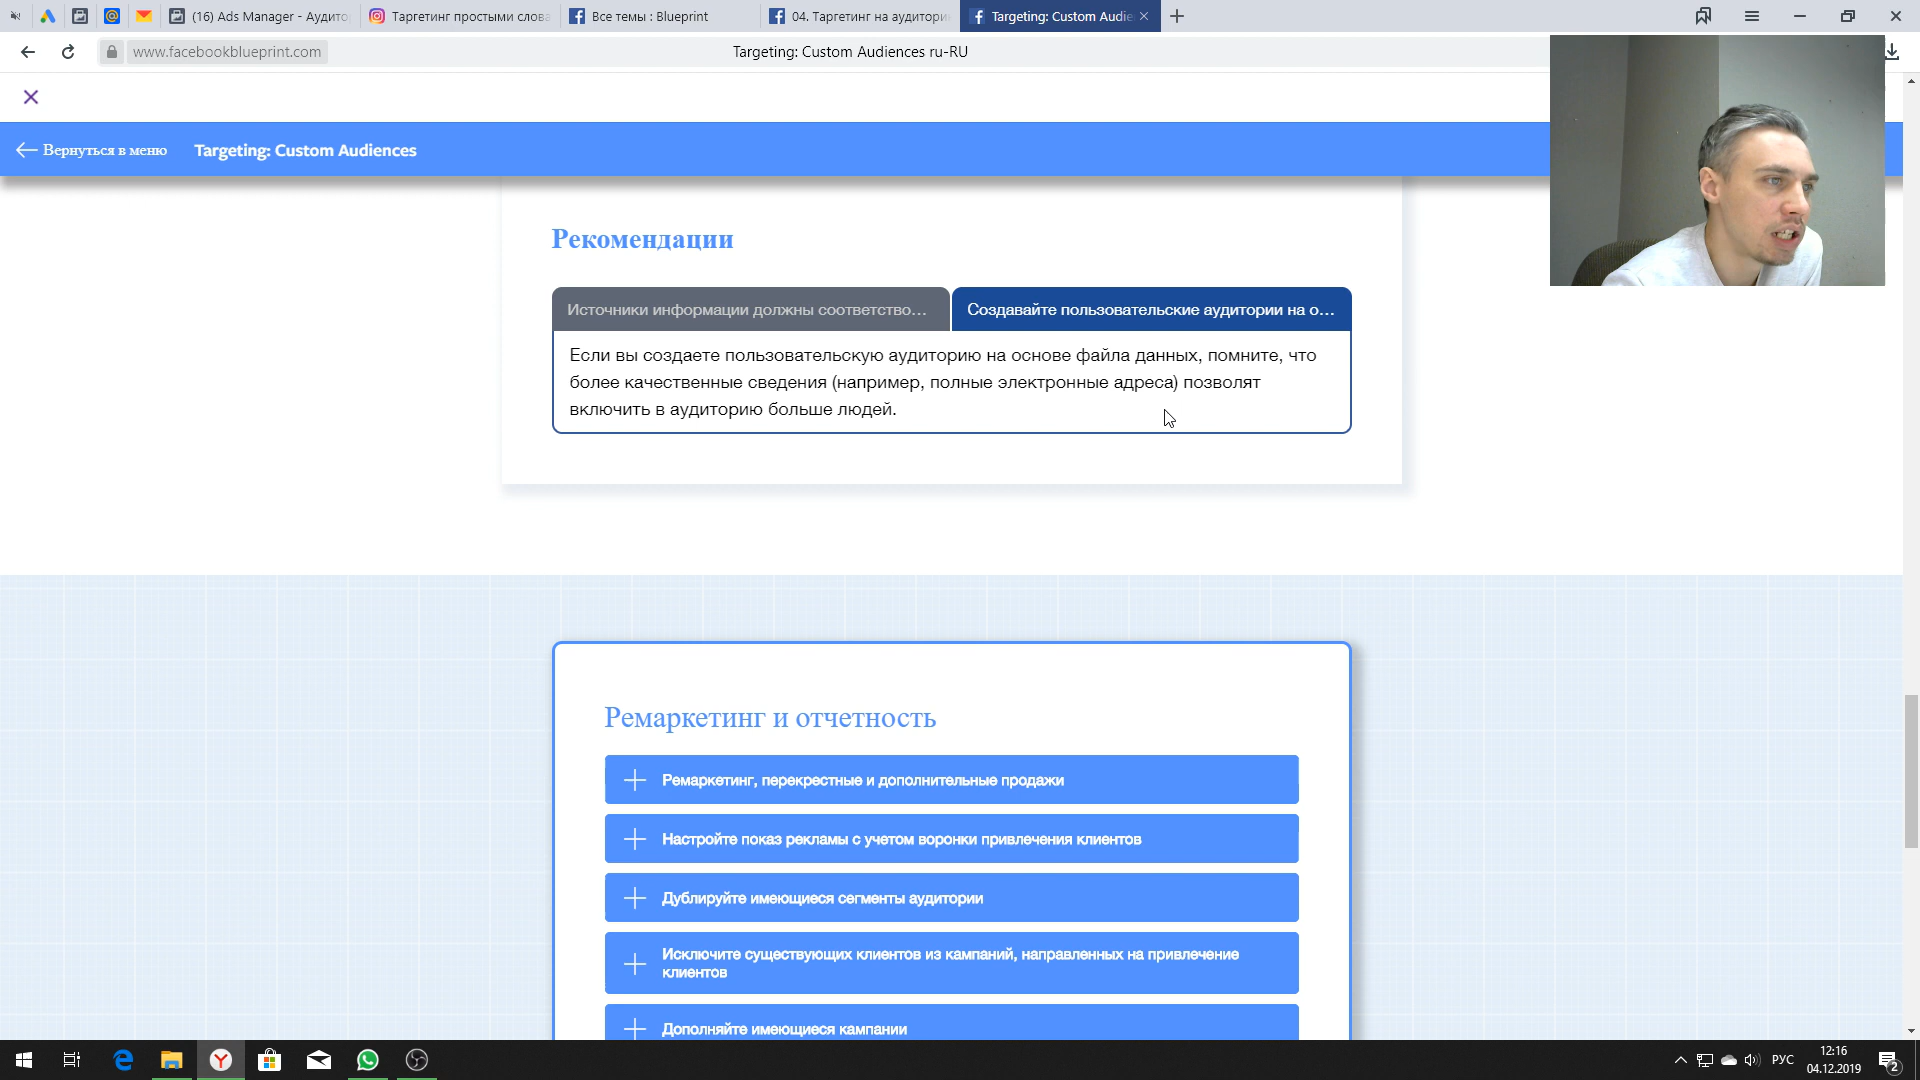 (16) Ads Manager - Аудито
Таргетинг простыми слова
Все темы : Blueprint
04. Таргетинг на аудитори
Targeting: Custom Audie
www.facebookblueprint.com
Targeting: Custom Audiences ru-RU
Вернуться в меню
Targeting: Custom Audiences
Рекомендации
Источники информации должны соответство...
Создавайте пользовательские аудитории на о...
Если вы создаете пользовательскую аудиторию на основе файла данных, помните, что
более качественные сведения (например, полные электронные адреса) позволят
включить в аудиторию больше людей.
Ремаркетинг и отчетность
Ремаркетинг, перекрестные и дополнительные продажи
Настройте показ рекламы с учетом воронки привлечения клиентов
Дублируйте имеющиеся сегменты аудитории
Исключите существующих клиентов из кампаний, направленных на привлечение
клиентов
Дополняйте имеющиеся кампании
РУС
12:16
04.12.2019
2